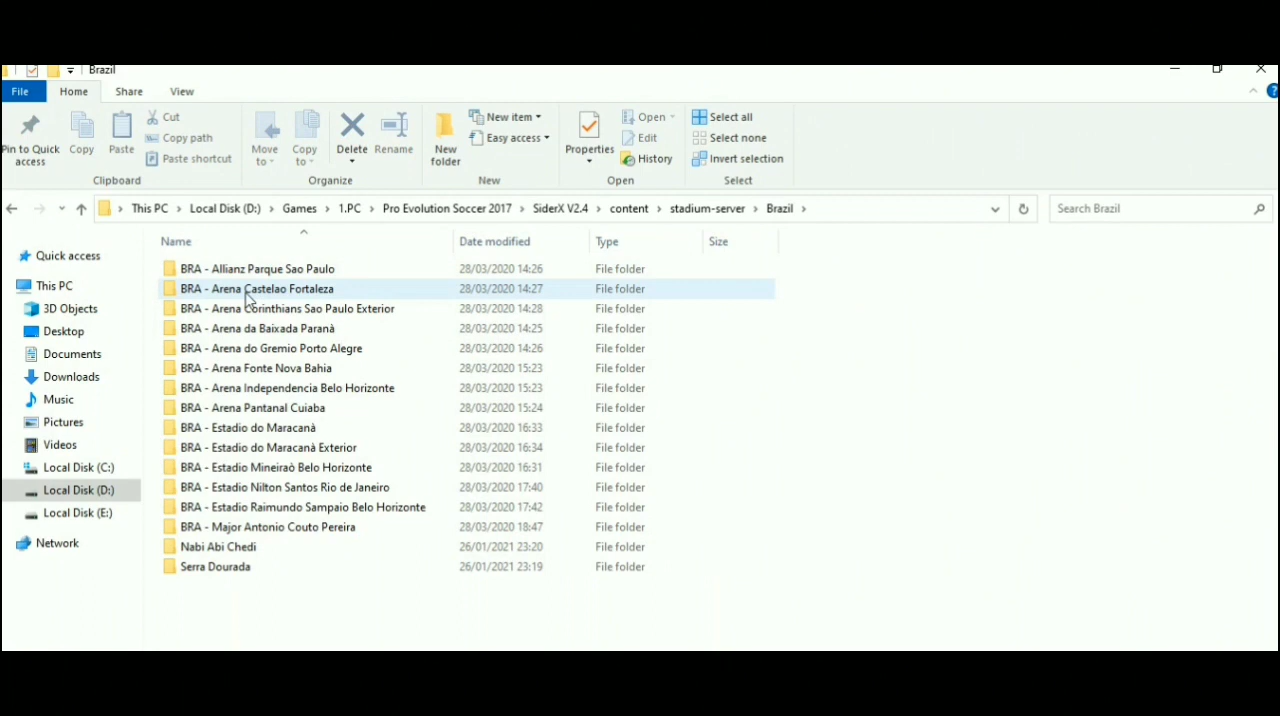 Brazil
File Home Share View
Pin to Quick access
Copy
Paste
Cut
Copy path
Paste shortcut
Clipboard
Move to
Copy to
Delete
Rename
Organize
New folder
New item
Easy access
New
Properties
Open
Edit
History
Open
Select all
Select none
Invert selection
Select
This PC > Local Disk (D:) > Games > 1.PC > Pro Evolution Soccer 2017 > SiderX V2.4 > content > stadium-server > Brazil >
Search Brazil
Quick access
This PC
3D Objects
Desktop
Documents
Downloads
Music
Pictures
Videos
Local Disk (C:)
Local Disk (D:)
Local Disk (E:)
Network
Name Date modified Type Size
BRA - Allianz Parque Sao Paulo 28/03/2020 14:26 File folder
BRA - Arena Castelao Fortaleza 28/03/2020 14:27 File folder
BRA - Arena Corinthians Sao Paulo Exterior 28/03/2020 14:28 File folder
BRA - Arena da Baixada Paranà 28/03/2020 14:25 File folder
BRA - Arena do Gremio Porto Alegre 28/03/2020 14:26 File folder
BRA - Arena Fonte Nova Bahia 28/03/2020 15:23 File folder
BRA - Arena Independencia Belo Horizonte 28/03/2020 15:23 File folder
BRA - Arena Pantanal Cuiaba 28/03/2020 15:24 File folder
BRA - Estadio do Maracanà 28/03/2020 16:33 File folder
BRA - Estadio do Maracanà Exterior 28/03/2020 16:34 File folder
BRA - Estadio Mineiraò Belo Horizonte 28/03/2020 16:31 File folder
BRA - Estadio Nilton Santos Rio de Janeiro 28/03/2020 17:40 File folder
BRA - Estadio Raimundo Sampaio Belo Horizonte 28/03/2020 17:42 File folder
BRA - Major Antonio Couto Pereira 28/03/2020 18:47 File folder
Nabi Abi Chedi 26/01/2021 23:20 File folder
Serra Dourada 26/01/2021 23:19 File folder